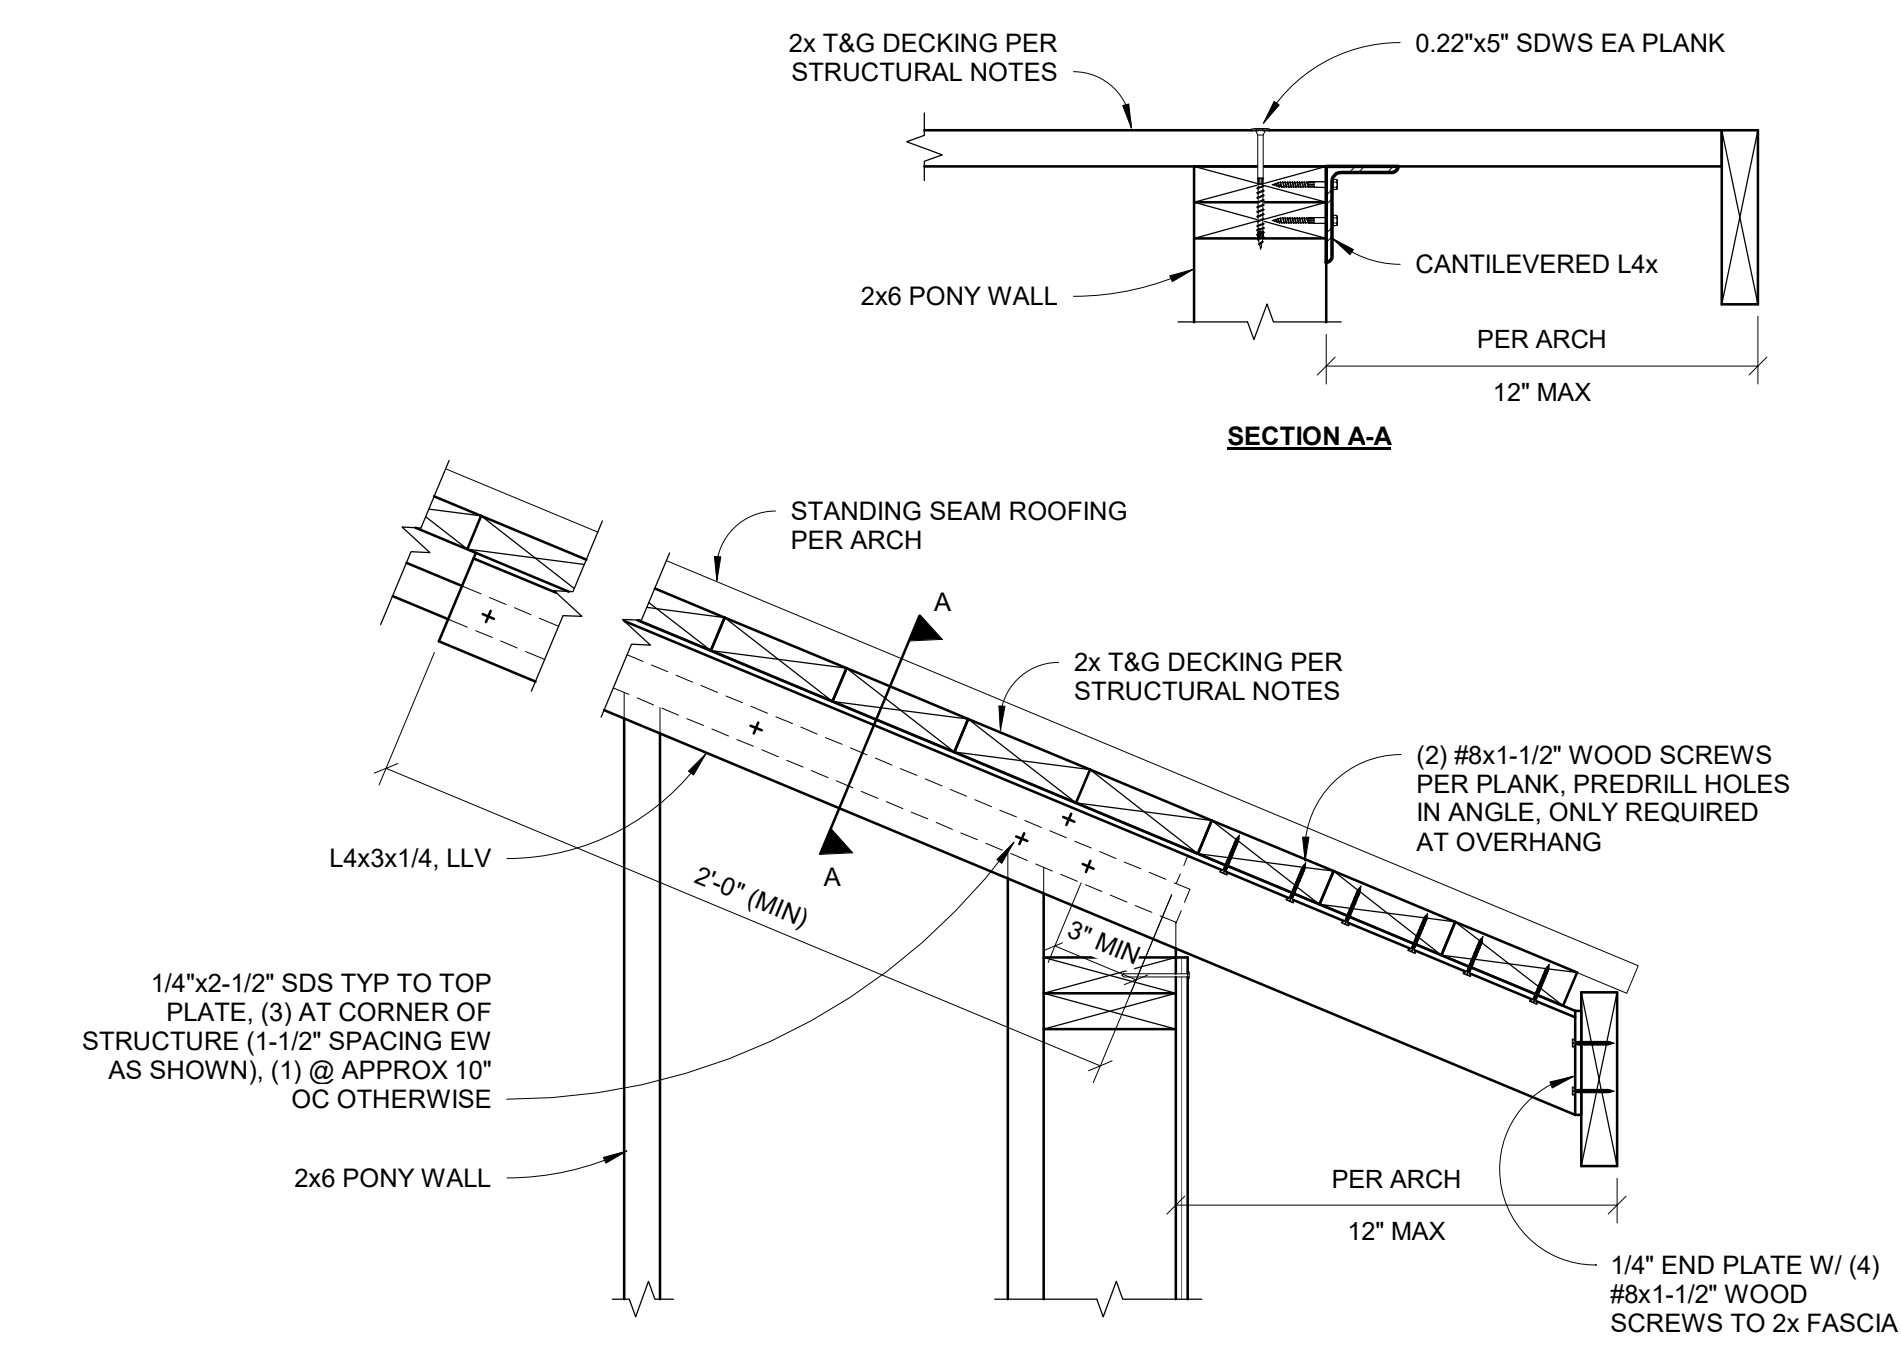 2x T&G DECKING PER
STRUCTURAL NOTES
0.22"x5" SDWS EA PLANK
CANTILEVERED L4x
2x6 PONY WALL
PER ARCH
12" MAX
SECTION A-A
STANDING SEAM ROOFING
PER ARCH
A
2x T&G DECKING PER
STRUCTURAL NOTES
(2) #8x1-1/2" WOOD SCREWS
PER PLANK, PREDRILL HOLES
IN ANGLE, ONLY REQUIRED
AT OVERHANG
L4x3x1/4, LLV
A
2'-0" (MIN)
3" MIN
1/4"x2-1/2" SDS TYP TO TOP
PLATE, (3) AT CORNER OF
STRUCTURE (1-1/2" SPACING EW
AS SHOWN), (1) @ APPROX 10"
OC OTHERWISE
2x6 PONY WALL
PER ARCH
12" MAX
1/4" END PLATE W/ (4)
#8x1-1/2" WOOD
SCREWS TO 2x FASCIA